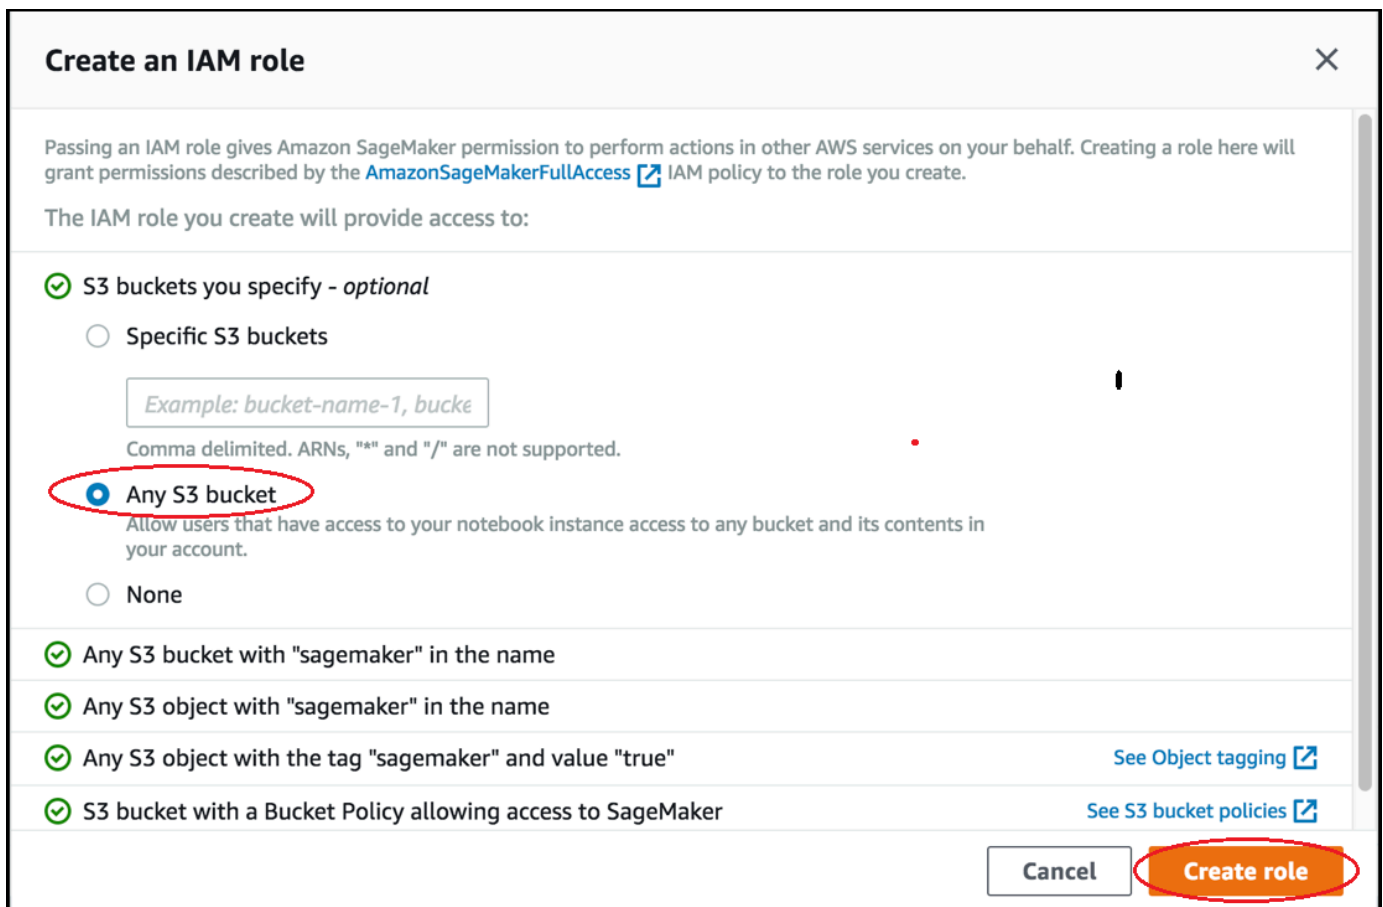 Create an IAM role
Passing an IAM role gives Amazon SageMaker permission to perform actions in other AWS services on your behalf. Creating a role here will
grant permissions described by the AmazonSageMakerFullAccess IAM policy to the role you create.
The IAM role you create will provide access to:
S3 buckets you specify - optional
Specific S3 buckets
Example: bucket-name-1, bucke
Comma delimited. ARNs, "*" and "/" are not supported.
Any S3 bucket
Allow users that have access to your notebook instance access to any bucket and its contents in
your account.
None
Any S3 bucket with "sagemaker" in the name
Any S3 object with "sagemaker" in the name
Any S3 object with the tag "sagemaker" and value "true" See Object tagging
S3 bucket with a Bucket Policy allowing access to SageMaker See S3 bucket policies
Cancel Create role